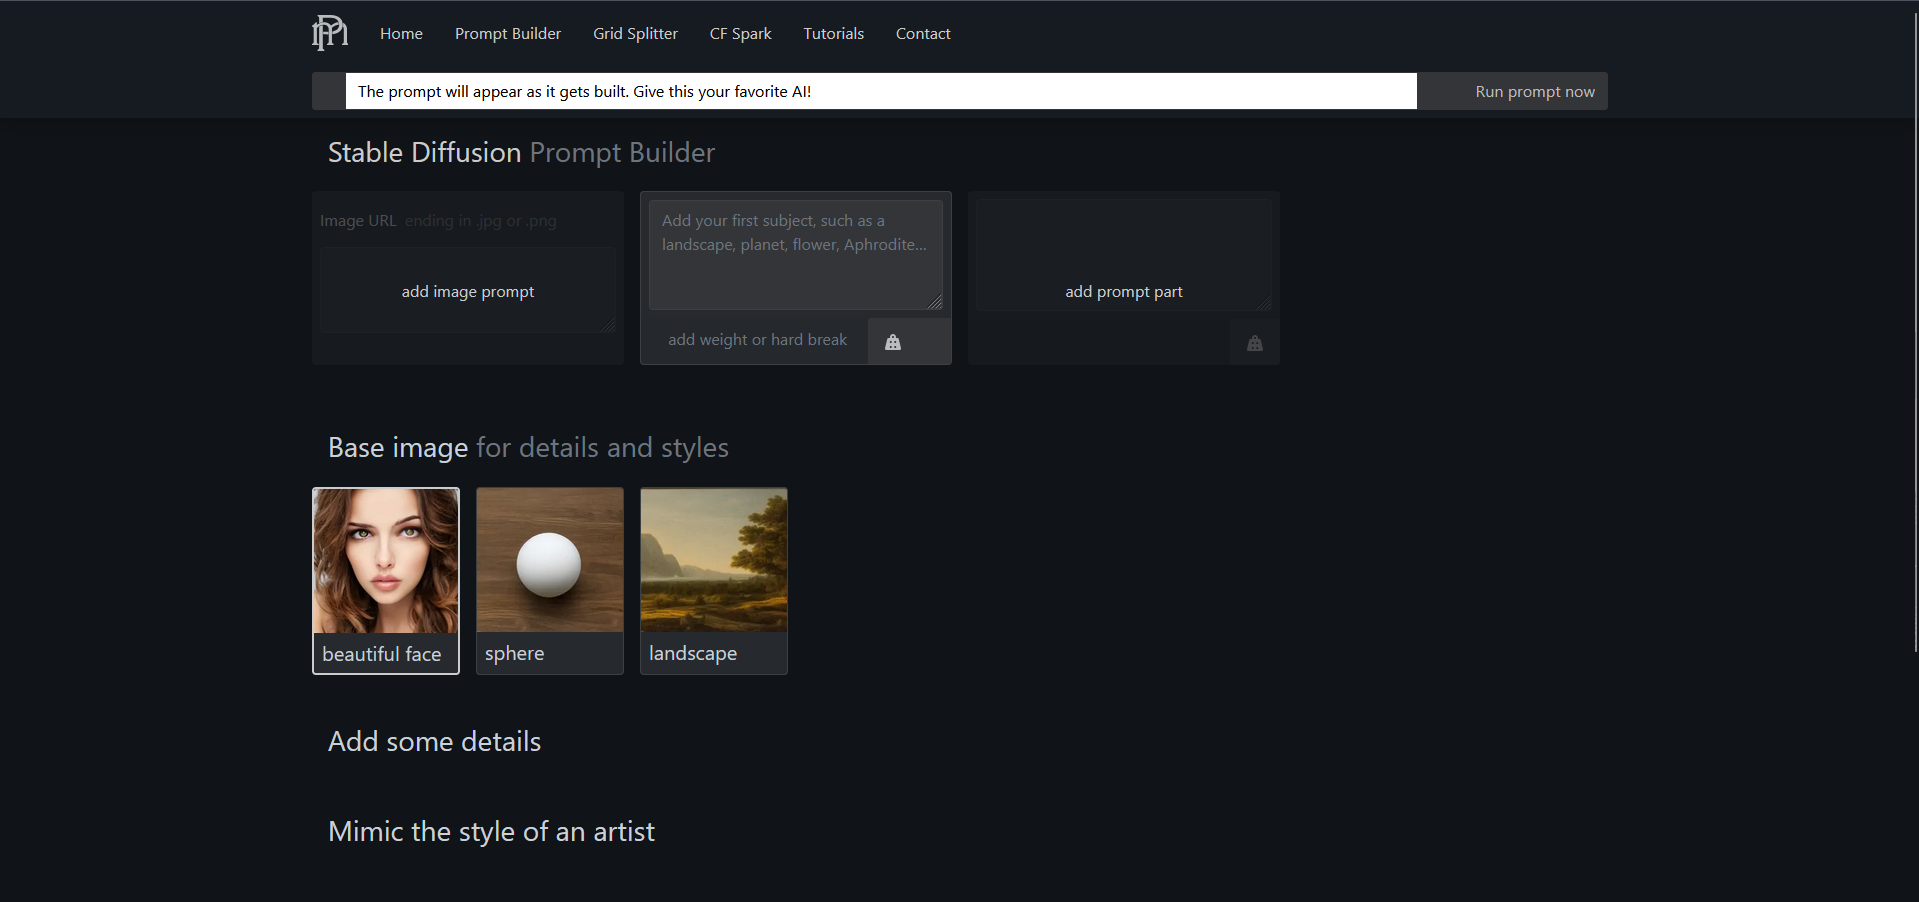 Home Prompt Builder Grid Splitter CF Spark Tutorials Contact
The prompt will appear as it gets built. Give this your favorite AI!
Run prompt now
Stable Diffusion Prompt Builder
Image URL ending in .jpg or .png
add image prompt
Add your first subject, such as a
landscape, planet, flower, Aphrodite...
add weight or hard break
add prompt part
Base image for details and styles
beautiful face
sphere
landscape
Add some details
Mimic the style of an artist